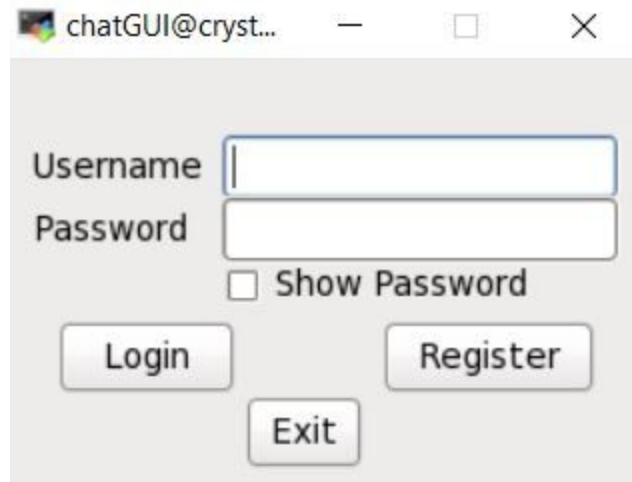 chatGUI@cryst...
Username
Password
Show Password
Login Register
Exit